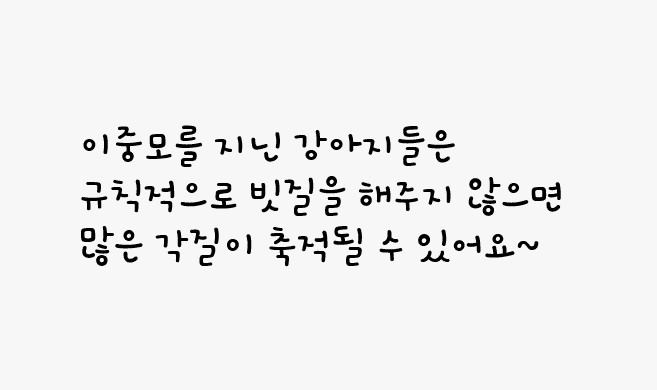 이중모를 지닌 강아지들은
규칙적으로 빗질을 해주지 않으면
많은 각질이 축적될 수 있어요~